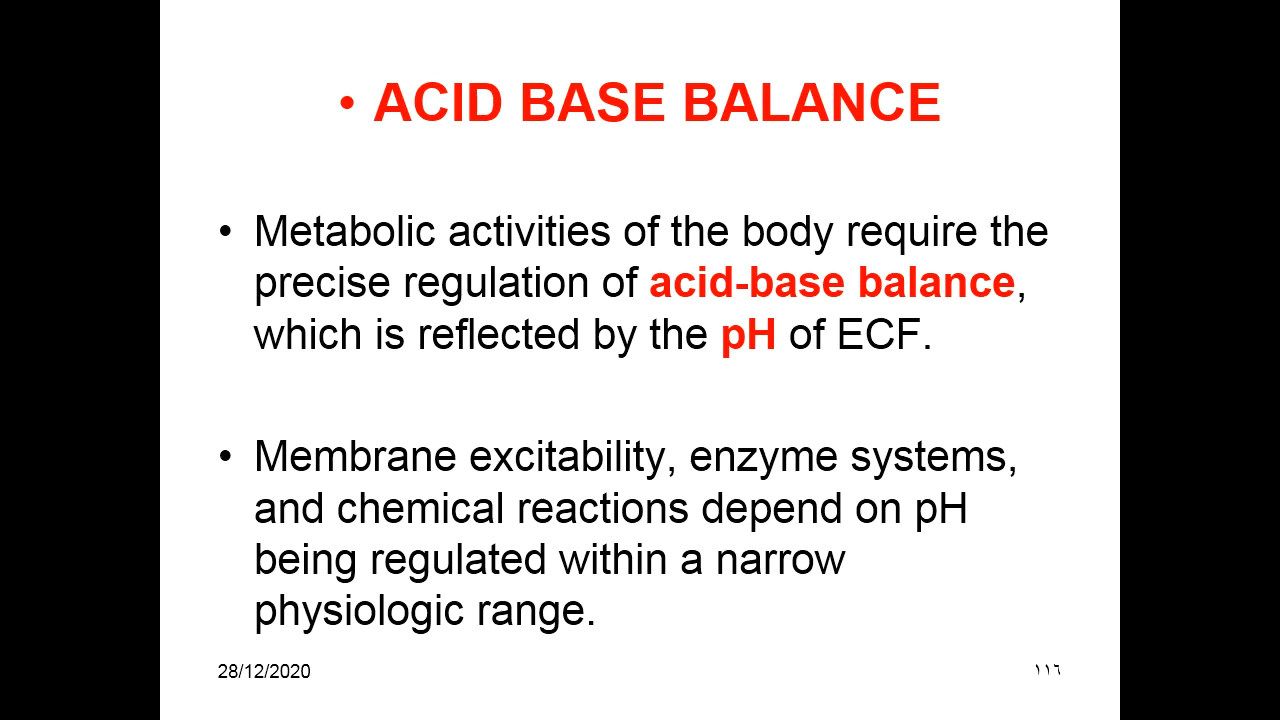 • ACID BASE BALANCE
• Metabolic activities of the body require the
precise regulation of acid-base balance,
which is reflected by the pH of ECF.
• Membrane excitability, enzyme systems,
and chemical reactions depend on pH
being regulated within a narrow
physiologic range.
28/12/2020
١١٦